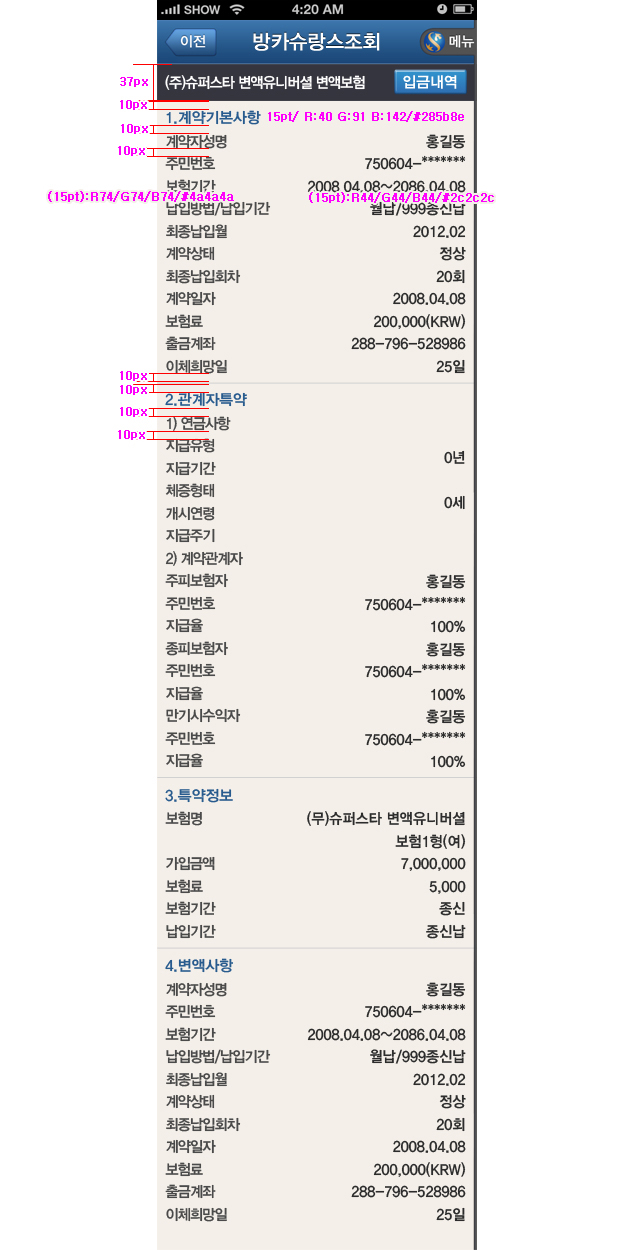 SHOW 4:20 AM
이전 방카슈랑스조회 메뉴
37px (주)슈퍼스타 변액유니버셜 변액보험 입금내역
10px
1.계약기본사항 15pt/ R:40 G:91 B:142/#285b8e
10px
계약자성명 홍길동
10px
주민번호 750604-*******
보험기간 2008.04.08~2086.04.08
(15pt):R74/G74/B74/#4a4a4a (15pt):R44/G44/B44/#2c2c2c
납입방법/납입기간 월납/999종신납
최종납입월 2012.02
계약상태 정상
최종납입회차 20회
계약일자 2008.04.08
보험료 200,000(KRW)
출금계좌 288-796-528986
이체희망일 25일
10px
10px
2.관계자특약
10px
1) 연금사항
10px
지급유형
0년
지급기간
체증형태
0세
개시연령
지급주기
2) 계약관계자
주피보험자 홍길동
주민번호 750604-*******
지급율 100%
종피보험자 홍길동
주민번호 750604-*******
지급율 100%
만기시수익자 홍길동
주민번호 750604-*******
지급율 100%
3.특약정보
보험명 (무)슈퍼스타 변액유니버셜
보험1형(여)
가입금액 7,000,000
보험료 5,000
보험기간 종신
납입기간 종신납
4.변액사항
계약자성명 홍길동
주민번호 750604-*******
보험기간 2008.04.08~2086.04.08
납입방법/납입기간 월납/999종신납
최종납입월 2012.02
계약상태 정상
최종납입회차 20회
계약일자 2008.04.08
보험료 200,000(KRW)
출금계좌 288-796-528986
이체희망일 25일